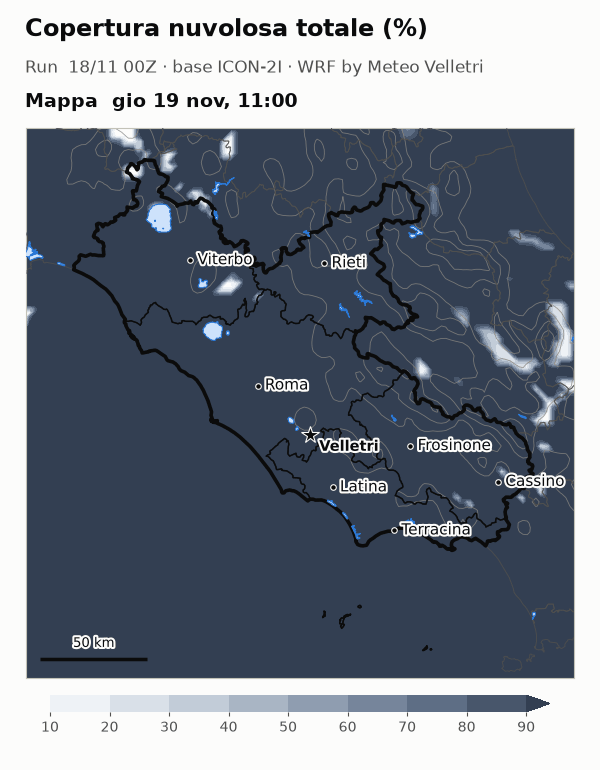 Copertura nuvolosa totale (%)
Run  18/11 00Z · base ICON-2I · WRF by Meteo Velletri
Mappa  gio 19 nov, 11:00
Viterbo
Rieti
Roma
Velletri
Frosinone
Cassino
Latina
Terracina
50 km
10 20 30 40 50 60 70 80 90